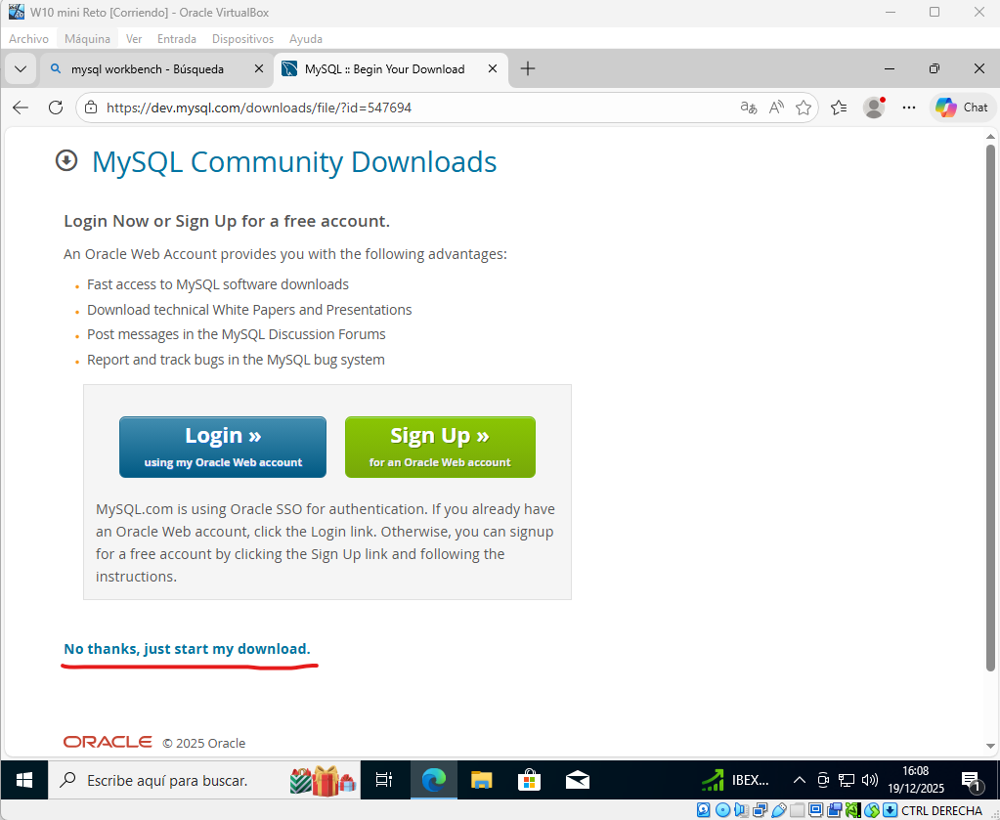 W10 mini Reto [Corriendo] - Oracle VirtualBox
Archivo Máquina Ver Entrada Dispositivos Ayuda
mysql workbench - Búsqueda
MySQL :: Begin Your Download
https://dev.mysql.com/downloads/file/?id=547694
Chat
MySQL Community Downloads
Login Now or Sign Up for a free account.
An Oracle Web Account provides you with the following advantages:
Fast access to MySQL software downloads
Download technical White Papers and Presentations
Post messages in the MySQL Discussion Forums
Report and track bugs in the MySQL bug system
Login »
using my Oracle Web account
Sign Up »
for an Oracle Web account
MySQL.com is using Oracle SSO for authentication. If you already have
an Oracle Web account, click the Login link. Otherwise, you can signup
for a free account by clicking the Sign Up link and following the
instructions.
No thanks, just start my download.
ORACLE © 2025 Oracle
Escribe aquí para buscar.
IBEX...
16:08
19/12/2025
1
CTRL DERECHA